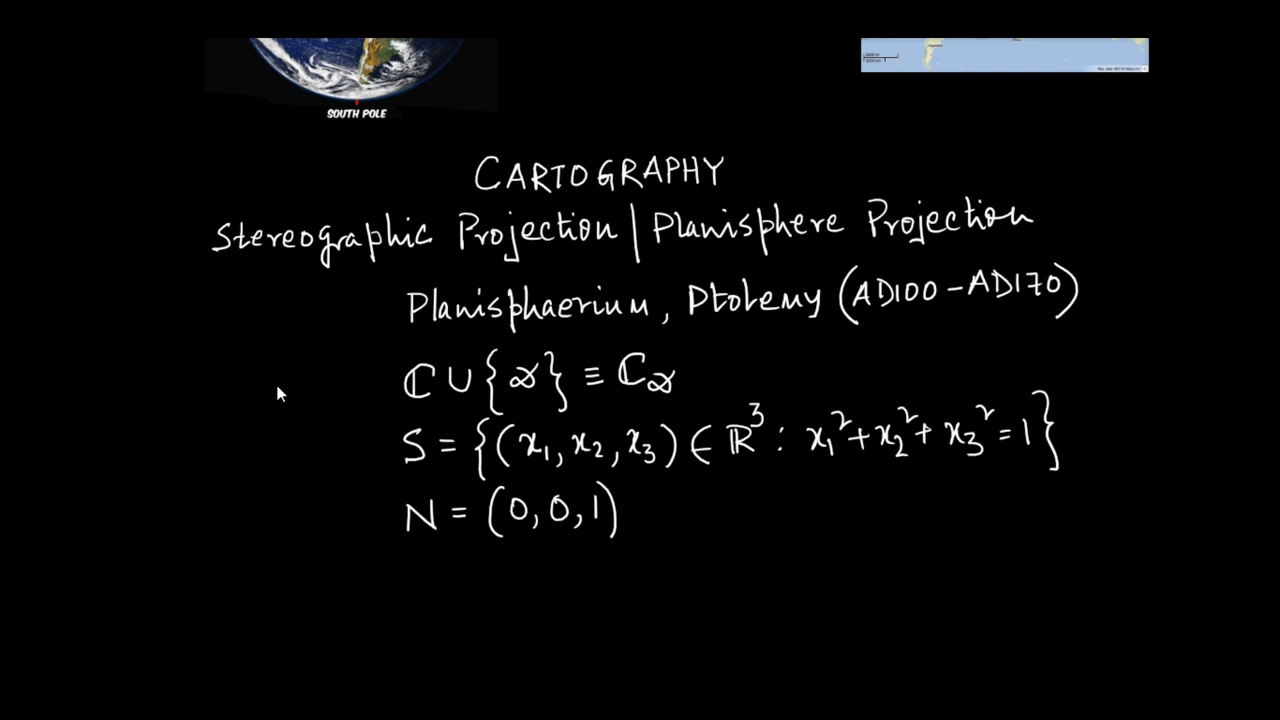 SOUTH POLE
CARTOGRAPHY
Stereographic Projection | Planisphere Projection
Planisphaerium, Ptolemy (AD100 - AD170)
ℂ ∪ {∞} ≡ ℂ∞
S = {(x₁, x₂, x₃) ∈ ℝ³ : x₁² + x₂² + x₃² = 1}
N = (0, 0, 1)